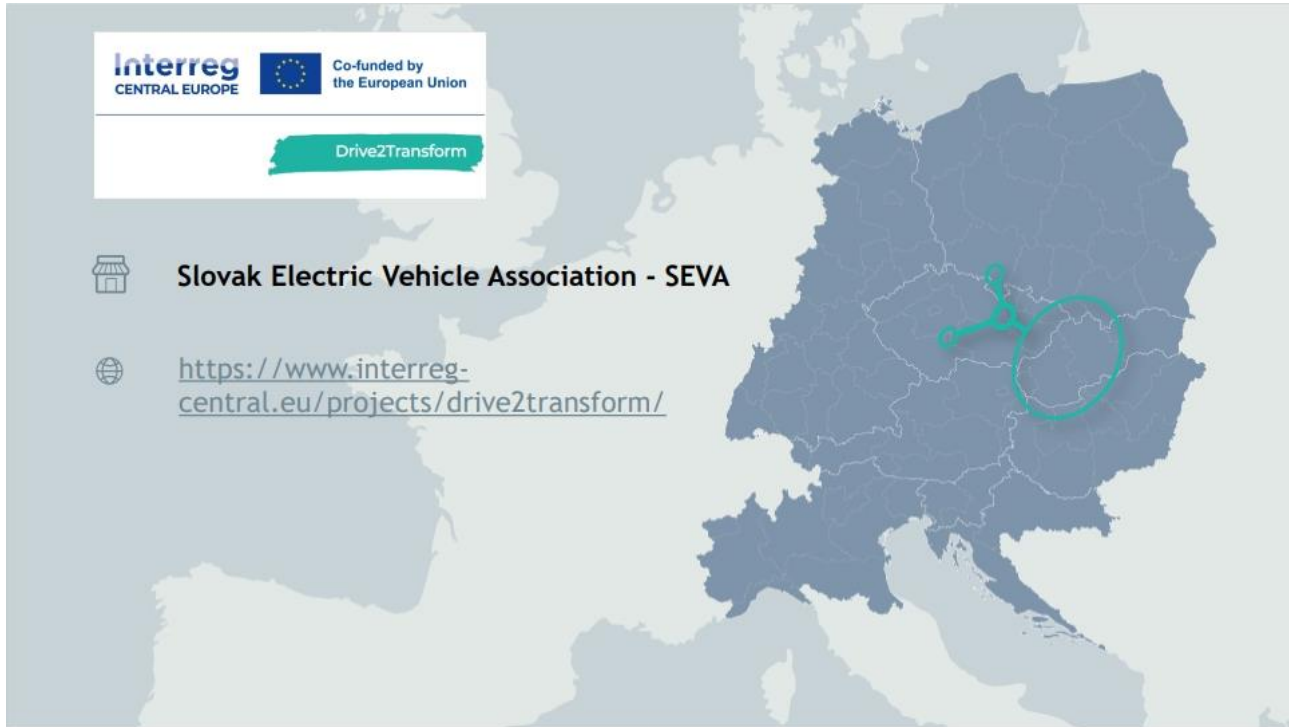 Interreg
CENTRAL EUROPE
Co-funded by
the European Union
Drive2Transform
Slovak Electric Vehicle Association - SEVA
https://www.interreg-
central.eu/projects/drive2transform/